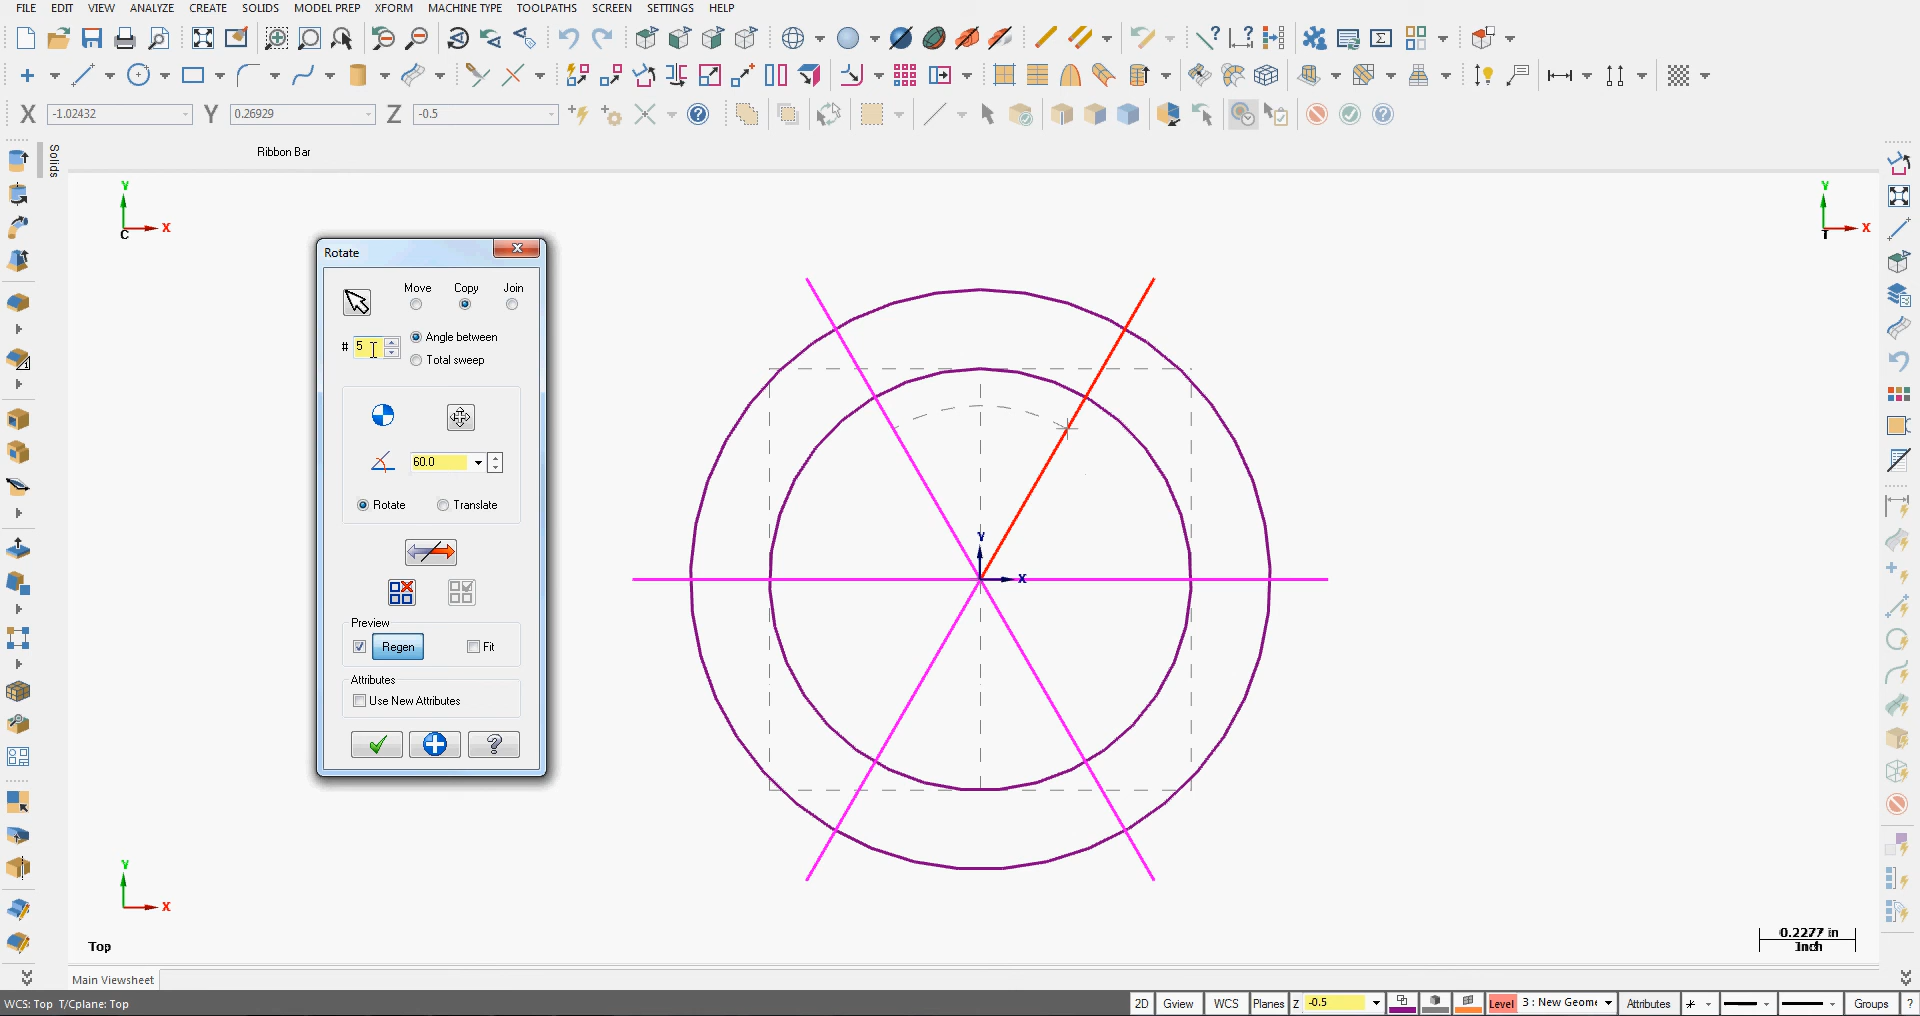 FILE EDIT VIEW ANALYZE CREATE SOLIDS MODEL PREP XFORM MACHINE TYPE TOOLPATHS SCREEN SETTINGS HELP
X -1.02432 Y 0.26929 Z -0.5
Solids
Ribbon Bar
Y
X
C
Y
X
T
Rotate
Move Copy Join
# 5
Angle between
Total sweep
60.0
Rotate Translate
Preview
Regen Fit
Attributes
Use New Attributes
Y
X
Y
X
Top
0.2277 in
Inch
Main Viewsheet
WCS: Top T/Cplane: Top
2D Gview WCS Planes Z -0.5 Level 3 : New Geome Attributes Groups ?